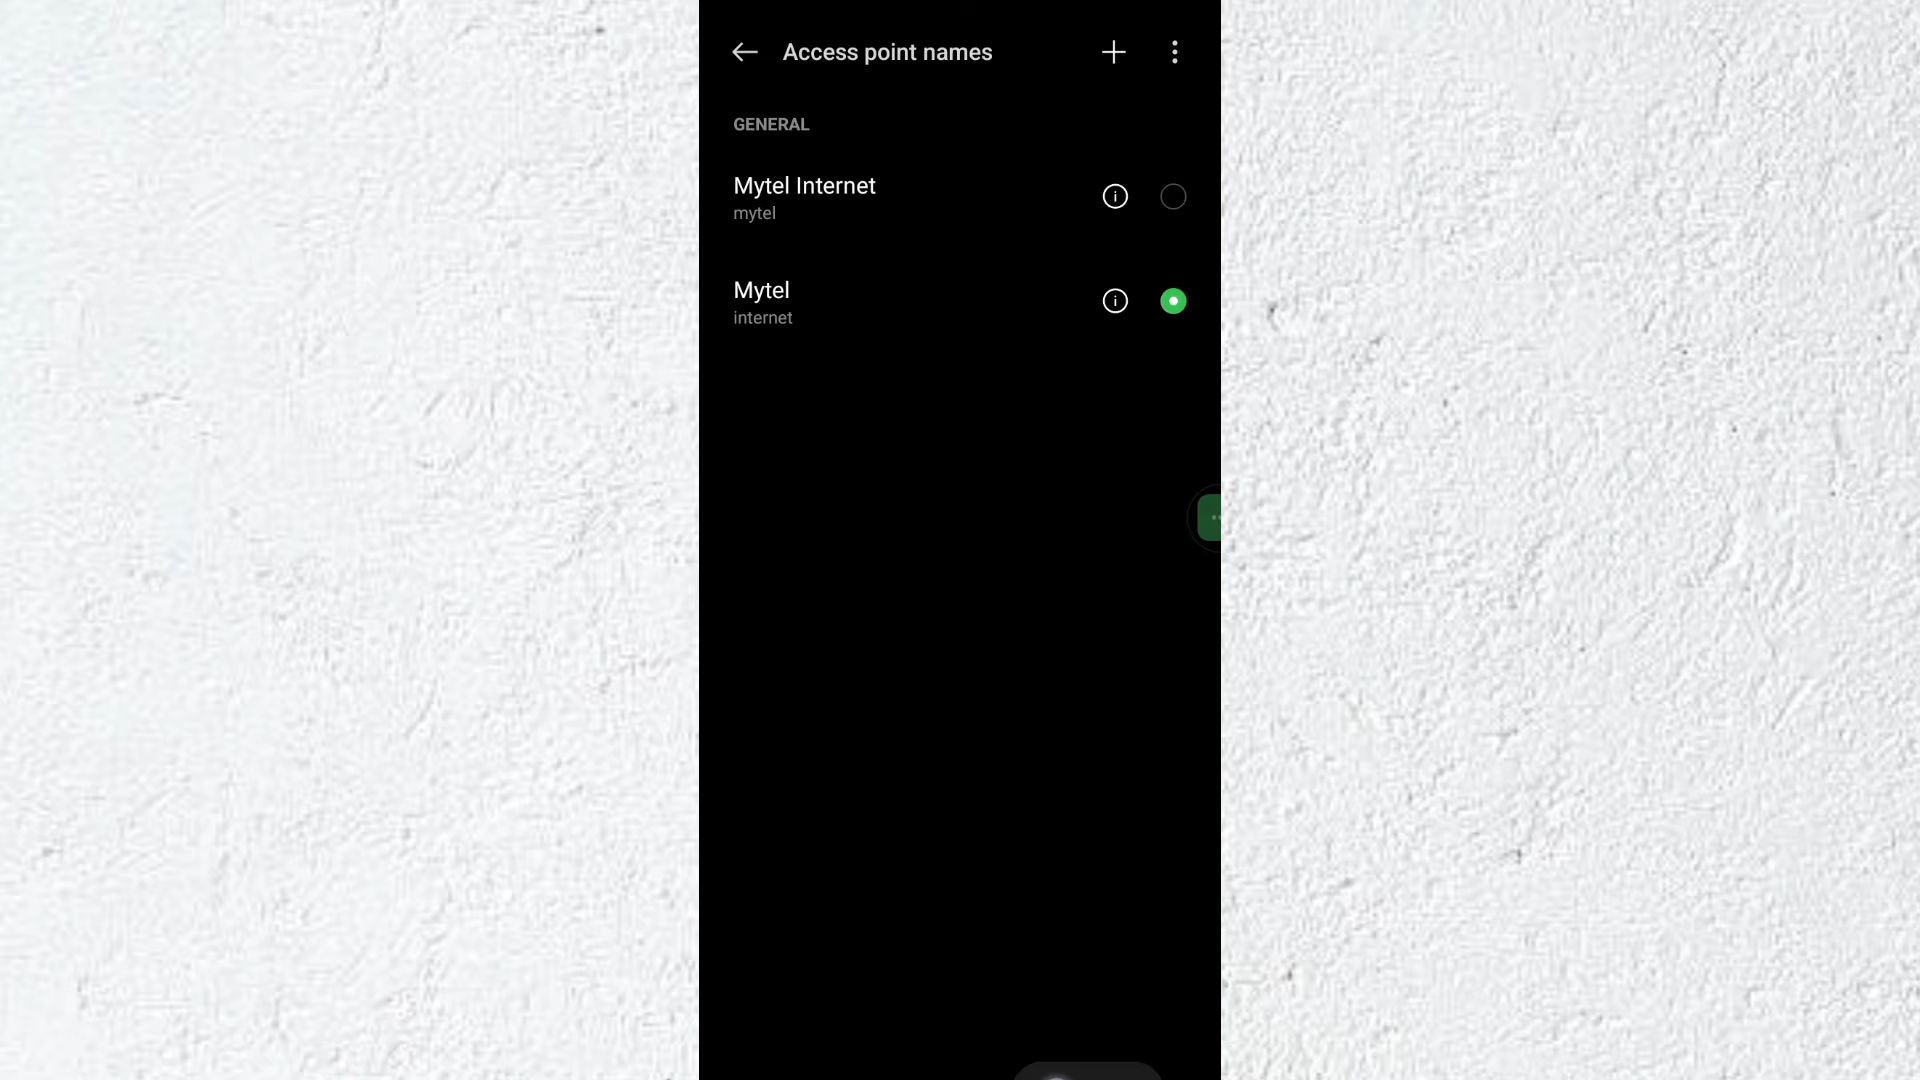 Access point names
GENERAL
Mytel Internet
mytel
Mytel
internet